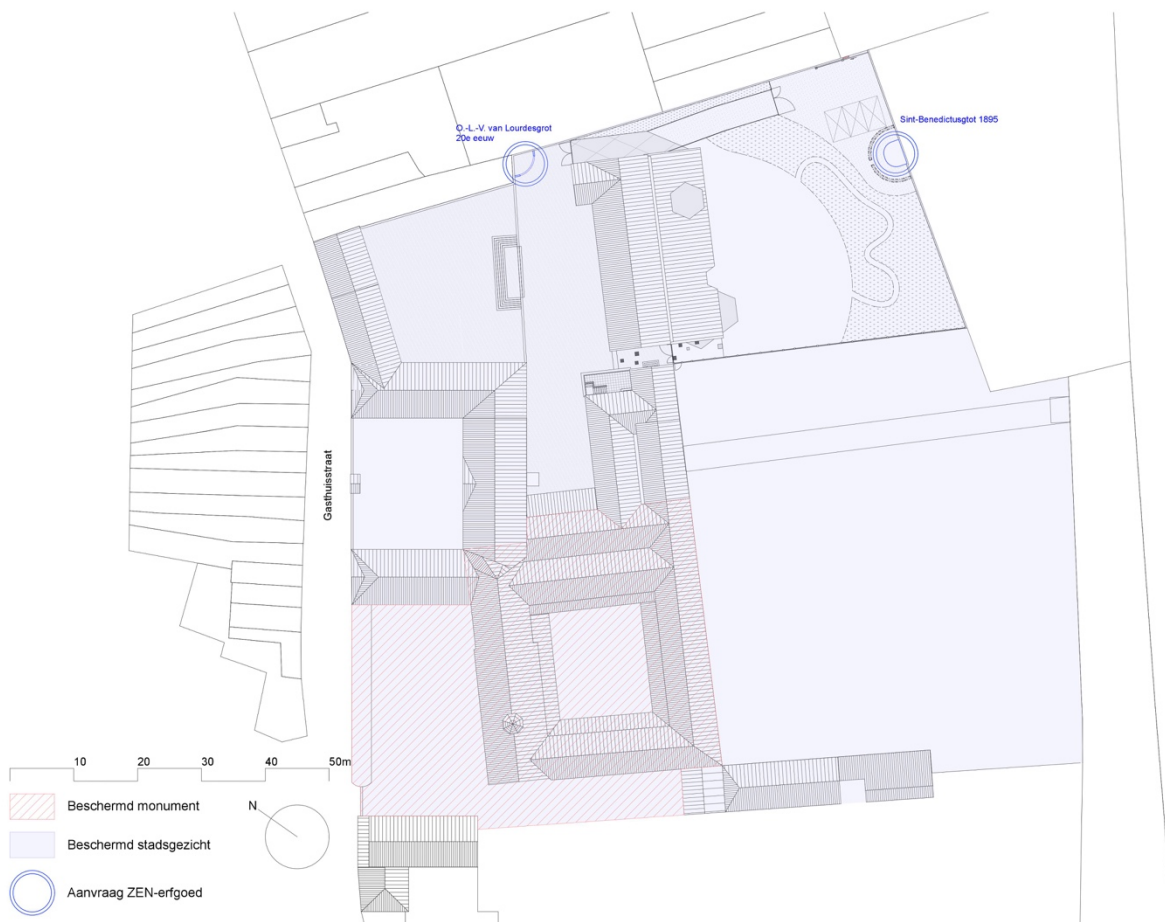 O.-L.-V. van Lourdesgrot
20e eeuw
Sint-Benedictusgtot 1895
Gasthuisstraat
10 20 30 40 50m
N
Beschermd monument
Beschermd stadsgezicht
Aanvraag ZEN-erfgoed